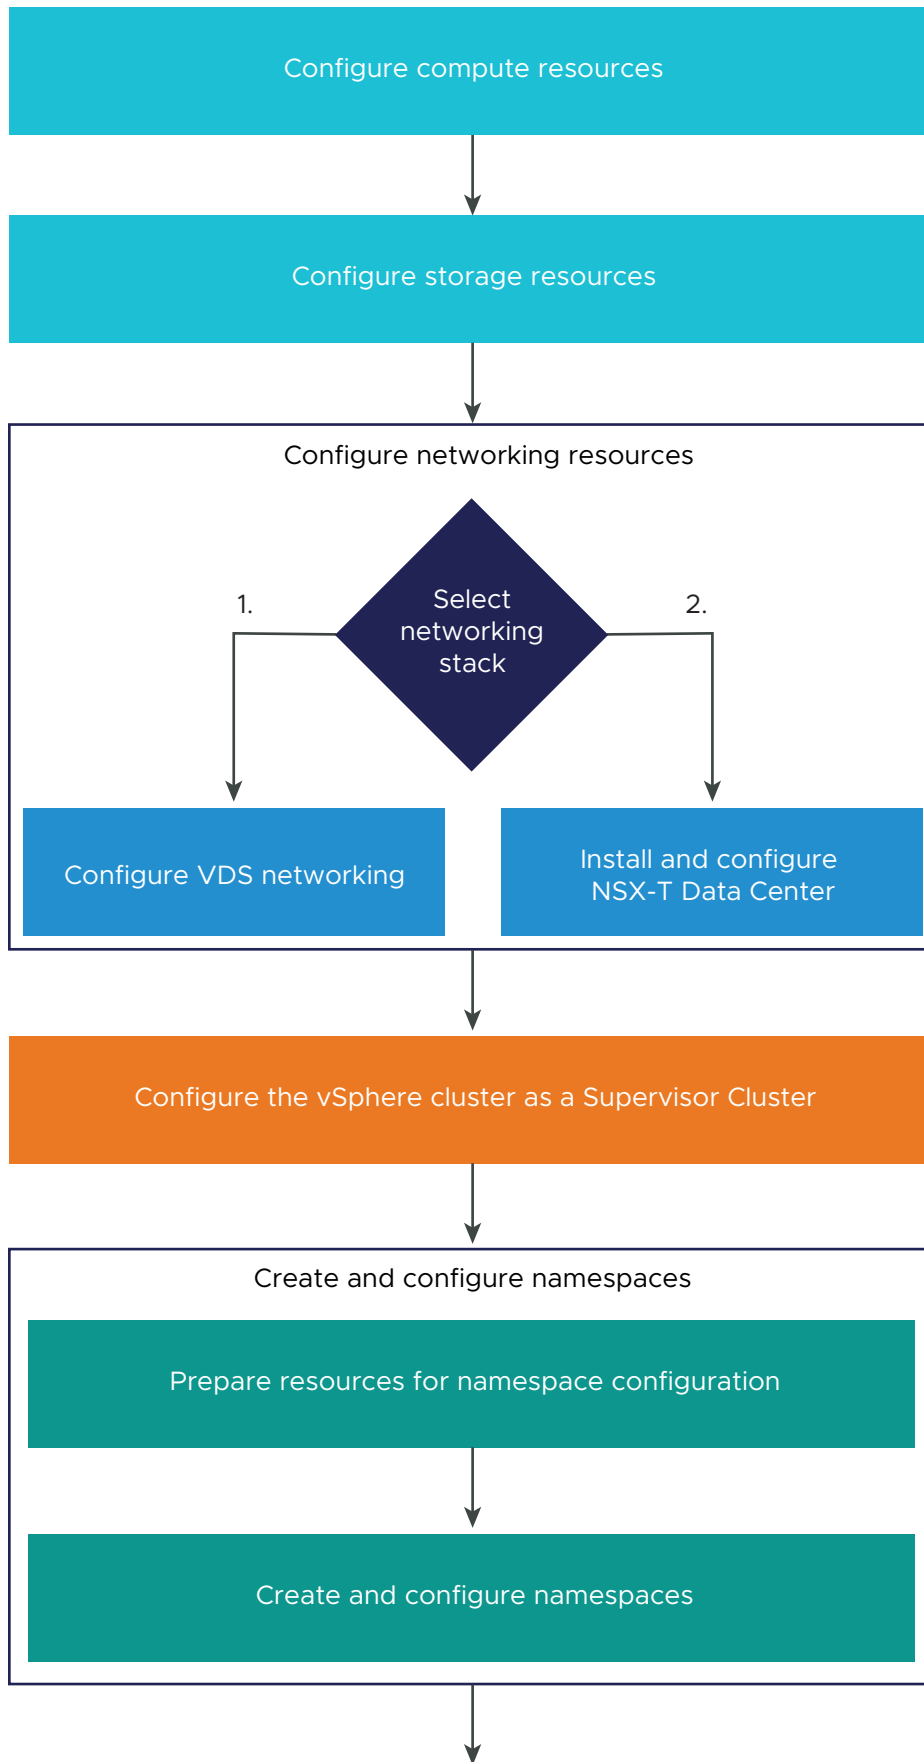 Configure compute resources
Configure storage resources
Configure networking resources
1.
Select
networking
stack
2.
Configure VDS networking
Install and configure
NSX-T Data Center
Configure the vSphere cluster as a Supervisor Cluster
Create and configure namespaces
Prepare resources for namespace configuration
Create and configure namespaces